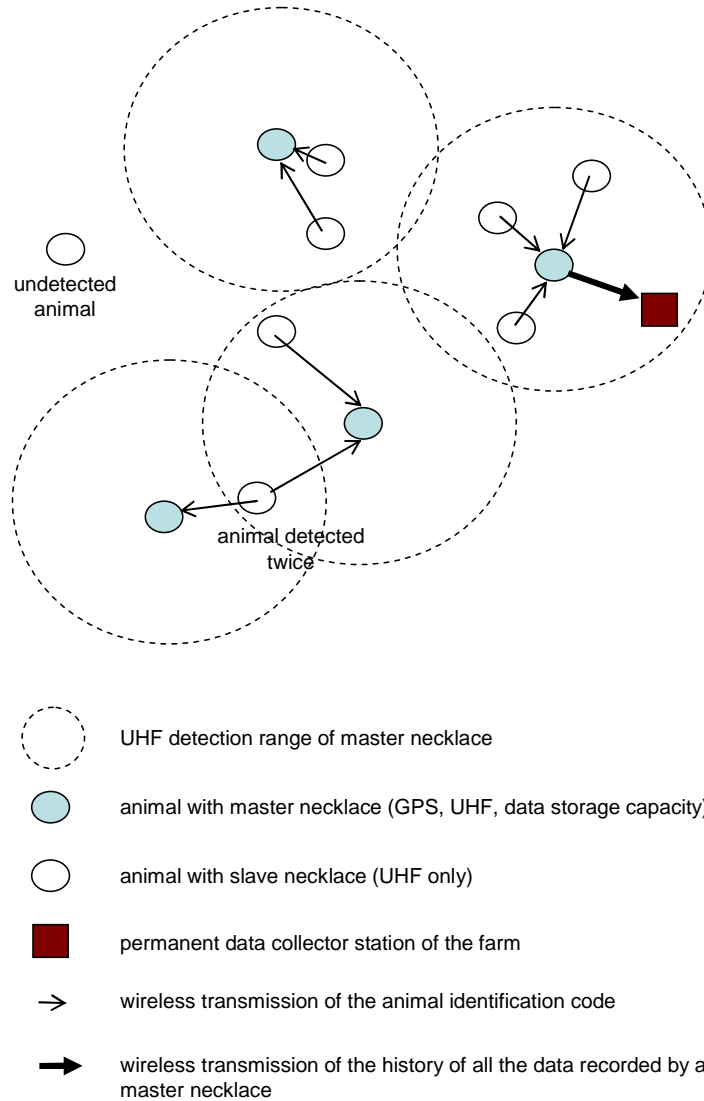 undetected
animal
animal detected
twice
UHF detection range of master necklace
animal with master necklace (GPS, UHF, data storage capacity)
animal with slave necklace (UHF only)
permanent data collector station of the farm
wireless transmission of the animal identification code
wireless transmission of the history of all the data recorded by a
master necklace